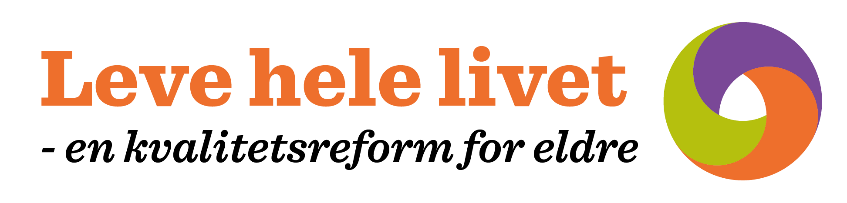 Leve hele livet
- en kvalitetsreform for eldre